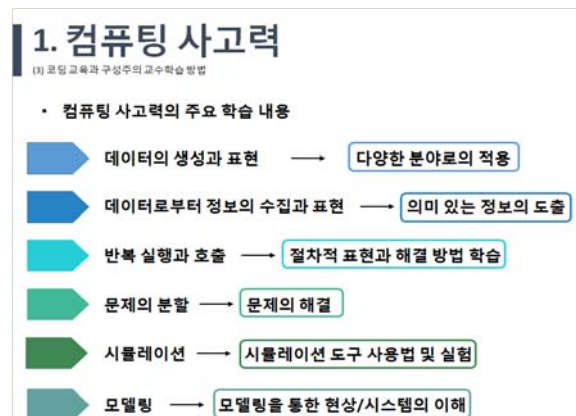 1. 컴퓨팅 사고력
(3) 코딩교육과 구성주의 교수학습 방법
• 컴퓨팅 사고력의 주요 학습 내용
데이터의 생성과 표현 → 다양한 분야로의 적용
데이터로부터 정보의 수집과 표현 → 의미 있는 정보의 도출
반복 실행과 호출 → 절차적 표현과 해결 방법 학습
문제의 분할 → 문제의 해결
시뮬레이션 → 시뮬레이션 도구 사용법 및 실험
모델링 → 모델링을 통한 현상/시스템의 이해